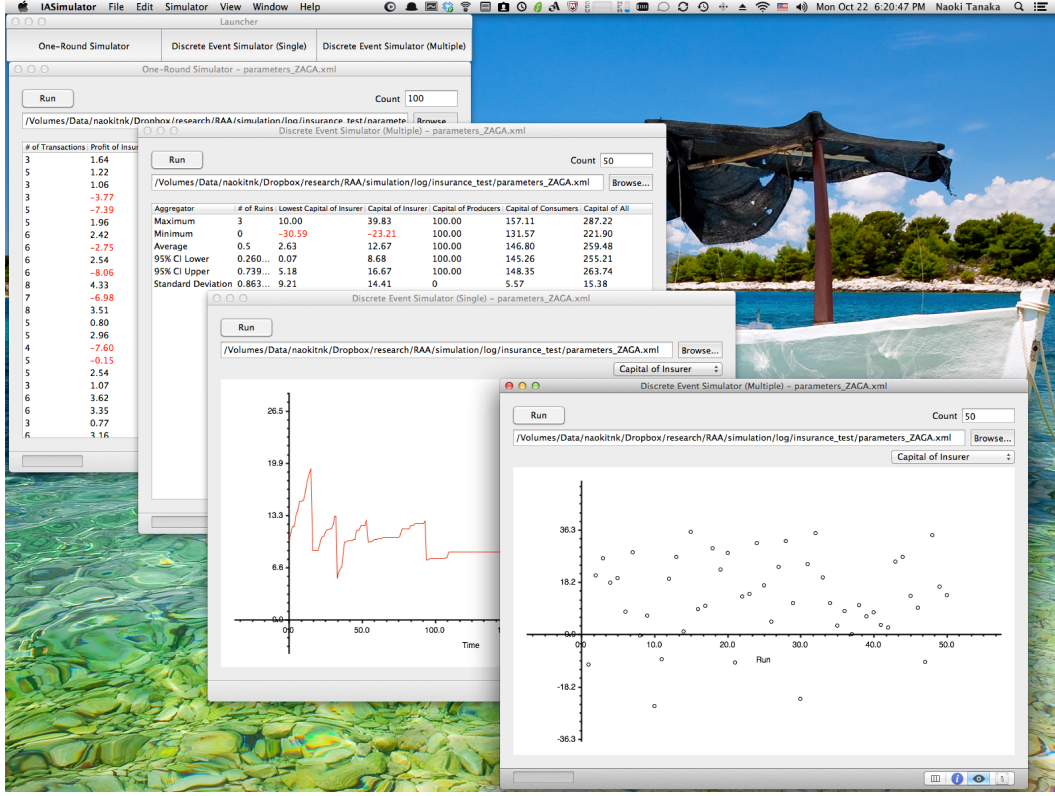 IASimulator File Edit Simulator View Window Help Mon Oct 22 6:20:47 PM Naoki Tanaka
Launcher
One-Round Simulator Discrete Event Simulator (Single) Discrete Event Simulator (Multiple)
One-Round Simulator – parameters_ZAGA.xml
Run Count 100
/Volumes/Data/naokitnk/Dropbox/research/RAA/simulation/log/insurance_test/paramete Browse...
# of Transactions Profit of Insur
3 1.64
5 1.22
3 1.06
3 -3.77
5 -7.39
5 1.96
6 2.42
6 -2.75
6 2.54
6 -8.06
8 4.33
7 -6.98
8 3.51
5 0.80
5 2.96
4 -7.60
5 -0.15
5 2.54
3 1.07
6 3.62
6 3.35
3 0.77
6 3.16
Discrete Event Simulator (Multiple) – parameters_ZAGA.xml
Run Count 50
/Volumes/Data/naokitnk/Dropbox/research/RAA/simulation/log/insurance_test/parameters_ZAGA.xml Browse...
Aggregator # of Ruins Lowest Capital of Insurer Capital of Insurer Capital of Producers Capital of Consumers Capital of All
Maximum 3 10.00 39.83 100.00 157.11 287.22
Minimum 0 -30.59 -23.21 100.00 131.57 221.90
Average 0.5 2.63 12.67 100.00 146.80 259.48
95% CI Lower 0.260... 0.07 8.68 100.00 145.26 255.21
95% CI Upper 0.739... 5.18 16.67 100.00 148.35 263.74
Standard Deviation 0.863... 9.21 14.41 0 5.57 15.38
Discrete Event Simulator (Single) – parameters_ZAGA.xml
Run
/Volumes/Data/naokitnk/Dropbox/research/RAA/simulation/log/insurance_test/parameters_ZAGA.xml Browse...
Capital of Insurer
26.5
19.9
13.3
6.6
0.0
0.0 50.0 100.0
Time
Discrete Event Simulator (Multiple) – parameters_ZAGA.xml
Run Count 50
/Volumes/Data/naokitnk/Dropbox/research/RAA/simulation/log/insurance_test/parameters_ZAGA.xml Browse...
Capital of Insurer
36.3
18.2
0.0
0.0 10.0 20.0 30.0 40.0 50.0
Run
-18.2
-36.3